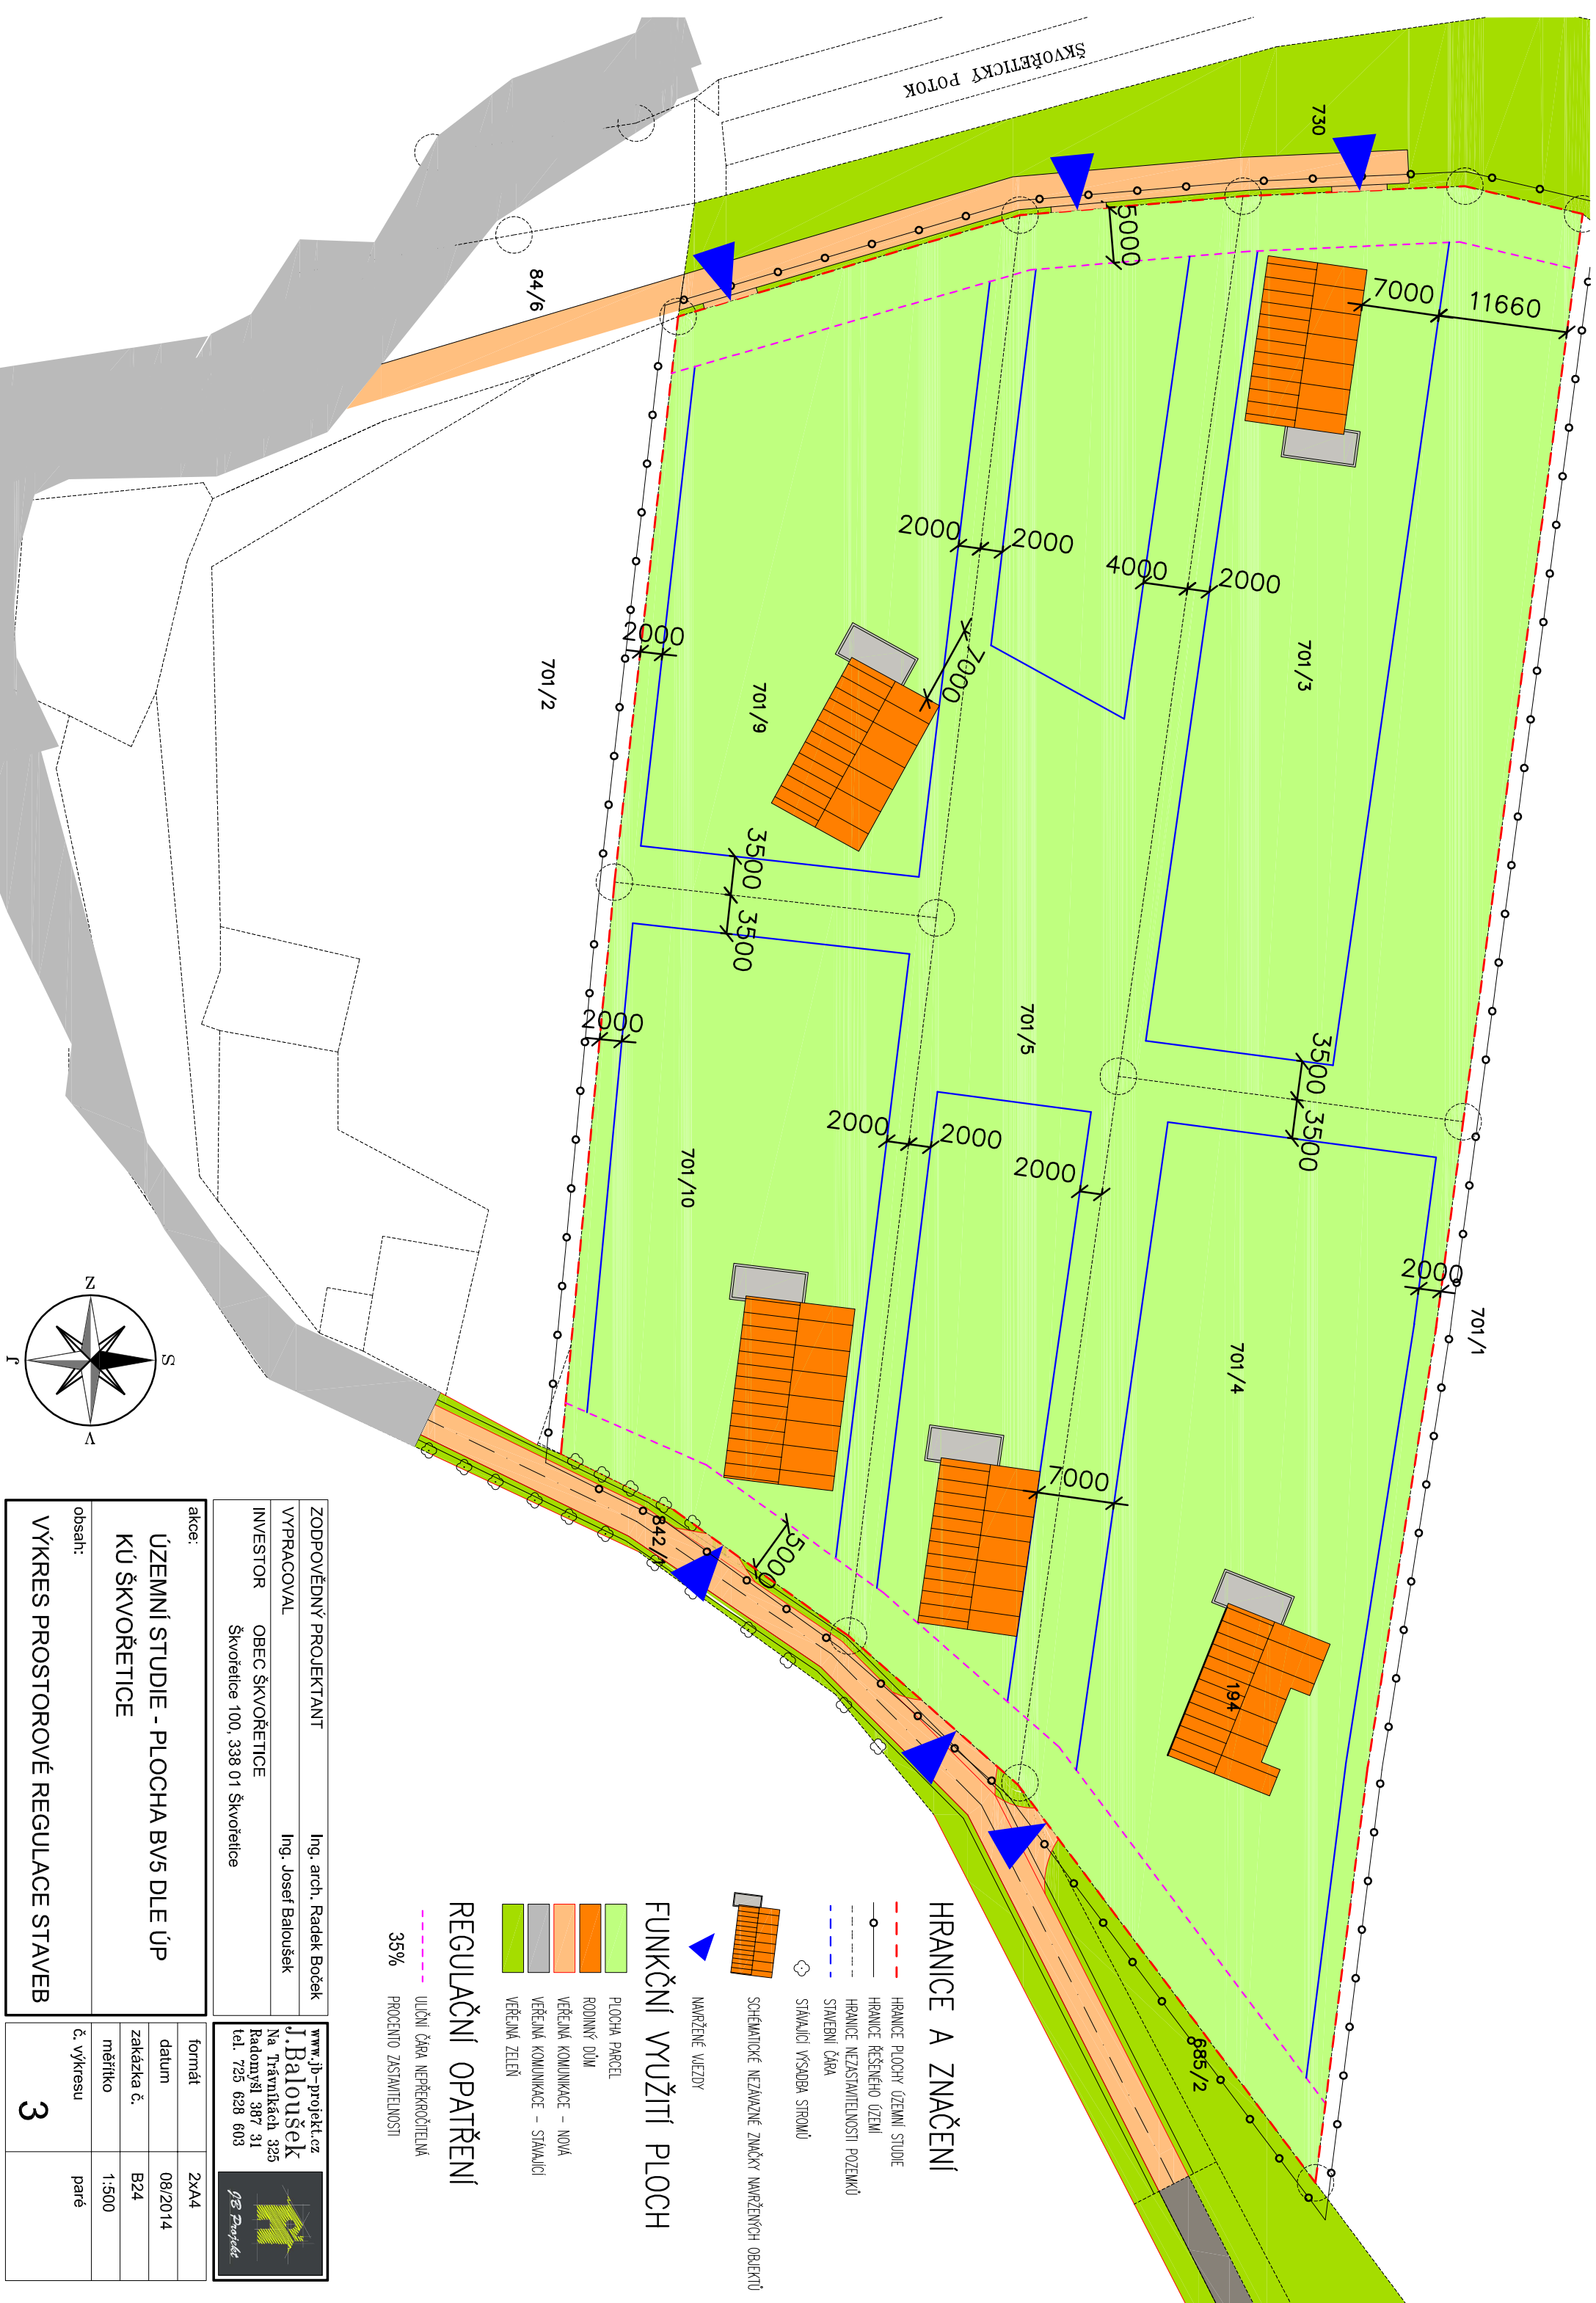 ŠKVOŘETICKÝ POTOK
730
84/6
5000
7000
11660
2000
2000
4000
2000
2000
7000
701/3
701/9
701/2
3500
3500
2000
701/5
3500
3500
2000
2000
2000
701/10
2000
701/1
701/4
7000
5000
842/1
194
685/2
Z
S
J
V
HRANICE A ZNAČENÍ
HRANICE PLOCHY ÚZEMNÍ STUDIE
HRANICE ŘEŠENÉHO ÚZEMÍ
HRANICE NEZASTAVITELNOSTI POZEMKŮ
STAVEBNÍ ČÁRA
STÁVAJÍCÍ VÝSADBA STROMŮ
SCHÉMATICKÉ NEZÁVAZNÉ ZNAČKY NAVRŽENÝCH OBJEKTŮ
NAVRŽENÉ VJEZDY
FUNKČNÍ VYUŽITÍ PLOCH
PLOCHA PARCEL
RODINNÝ DŮM
VEŘEJNÁ KOMUNIKACE - NOVÁ
VEŘEJNÁ KOMUNIKACE - STÁVAJÍCÍ
VEŘEJNÁ ZELEŇ
REGULAČNÍ OPATŘENÍ
ULIČNÍ ČÁRA NEPŘEKROČITELNÁ
35% PROCENTO ZASTAVITELNOSTI
ZODPOVĚDNÝ PROJEKTANT Ing. arch. Radek Boček
VYPRACOVAL Ing. Josef Baloušek
INVESTOR OBEC ŠKVOŘETICE
Škvořetice 100, 338 01 Škvořetice
www.jb-projekt.cz
J.Baloušek
Na Trávníkách 325
Radomyšl 387 31
tel. 725 628 603
JB Projekt
akce:
ÚZEMNÍ STUDIE - PLOCHA BV5 DLE ÚP
KÚ ŠKVOŘETICE
obsah:
VÝKRES PROSTOROVÉ REGULACE STAVEB
formát 2xA4
datum 08/2014
zakázka č. B24
měřítko 1:500
č. výkresu paré
3